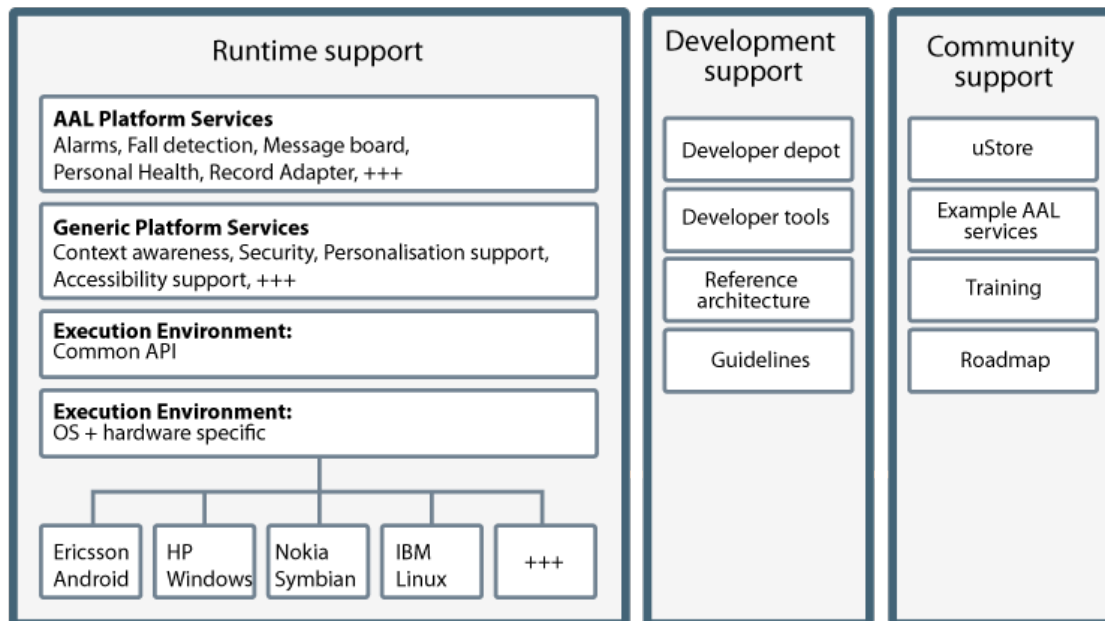 Runtime support
AAL Platform Services
Alarms, Fall detection, Message board,
Personal Health, Record Adapter, +++
Generic Platform Services
Context awareness, Security, Personalisation support,
Accessibility support, +++
Execution Environment:
Common API
Execution Environment:
OS + hardware specific
Ericsson
Android
HP
Windows
Nokia
Symbian
IBM
Linux
+++
Development
support
Developer depot
Developer tools
Reference
architecture
Guidelines
Community
support
uStore
Example AAL
services
Training
Roadmap